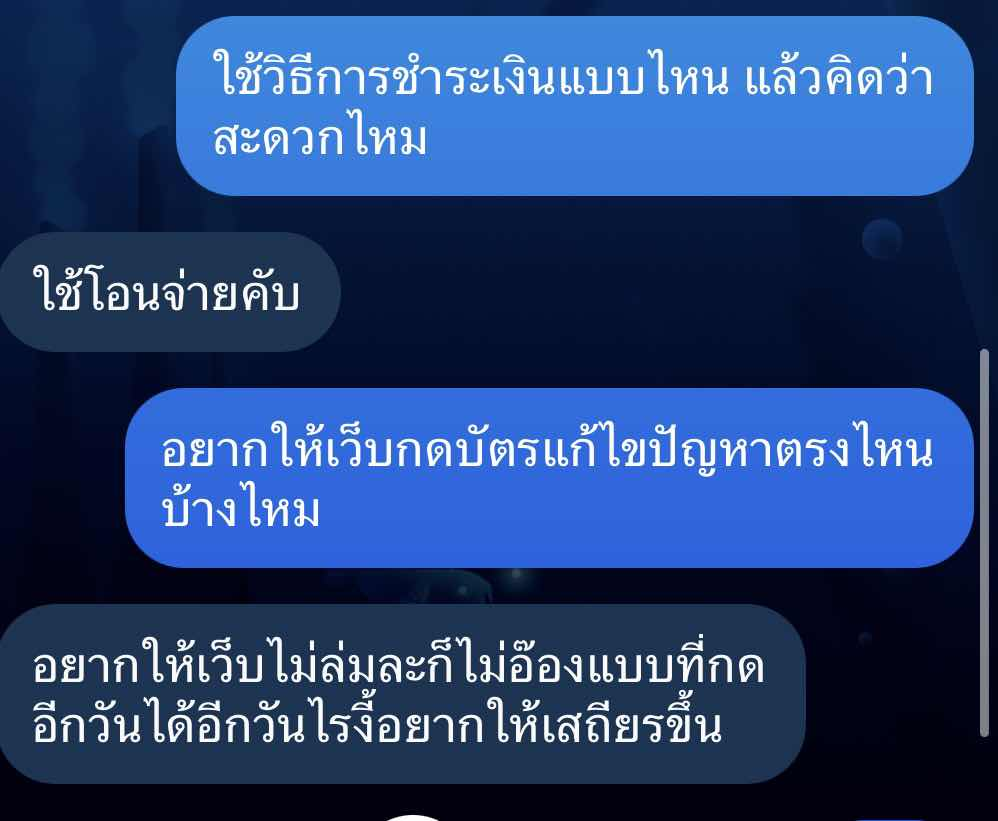 ใช้วิธีการชำระเงินแบบไหน แล้วคิดว่า
สะดวกไหม
ใช้โอนจ่ายคับ
อยากให้เว็บกดบัตรแก้ไขปัญหาตรงไหน
บ้างไหม
อยากให้เว็บไม่ล่มละก็ไม่อ๊องแบบที่กด
อีกวันได้อีกวันไรงี้อยากให้เสถียรขึ้น